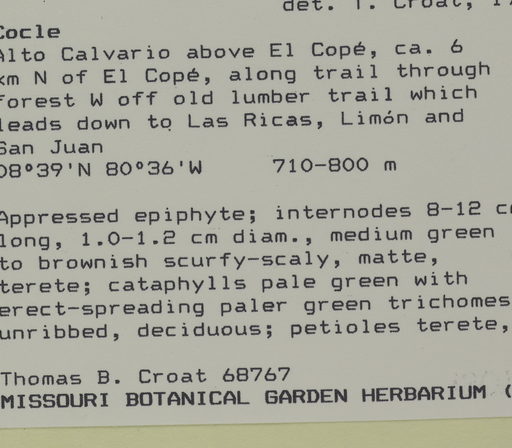 det. T. Croat,
Cocle
Alto Calvario above El Copé, ca. 6
km N of El Copé, along trail through
forest W off old lumber trail which
leads down to Las Ricas, Limón and
San Juan
08°39'N 80°36'W 710-800 m
Appressed epiphyte; internodes 8-12 c
long, 1.0-1.2 cm diam., medium green
to brownish scurfy-scaly, matte,
terete; cataphylls pale green with
erect-spreading paler green trichomes
unribbed, deciduous; petioles terete,
Thomas B. Croat 68767
MISSOURI BOTANICAL GARDEN HERBARIUM (